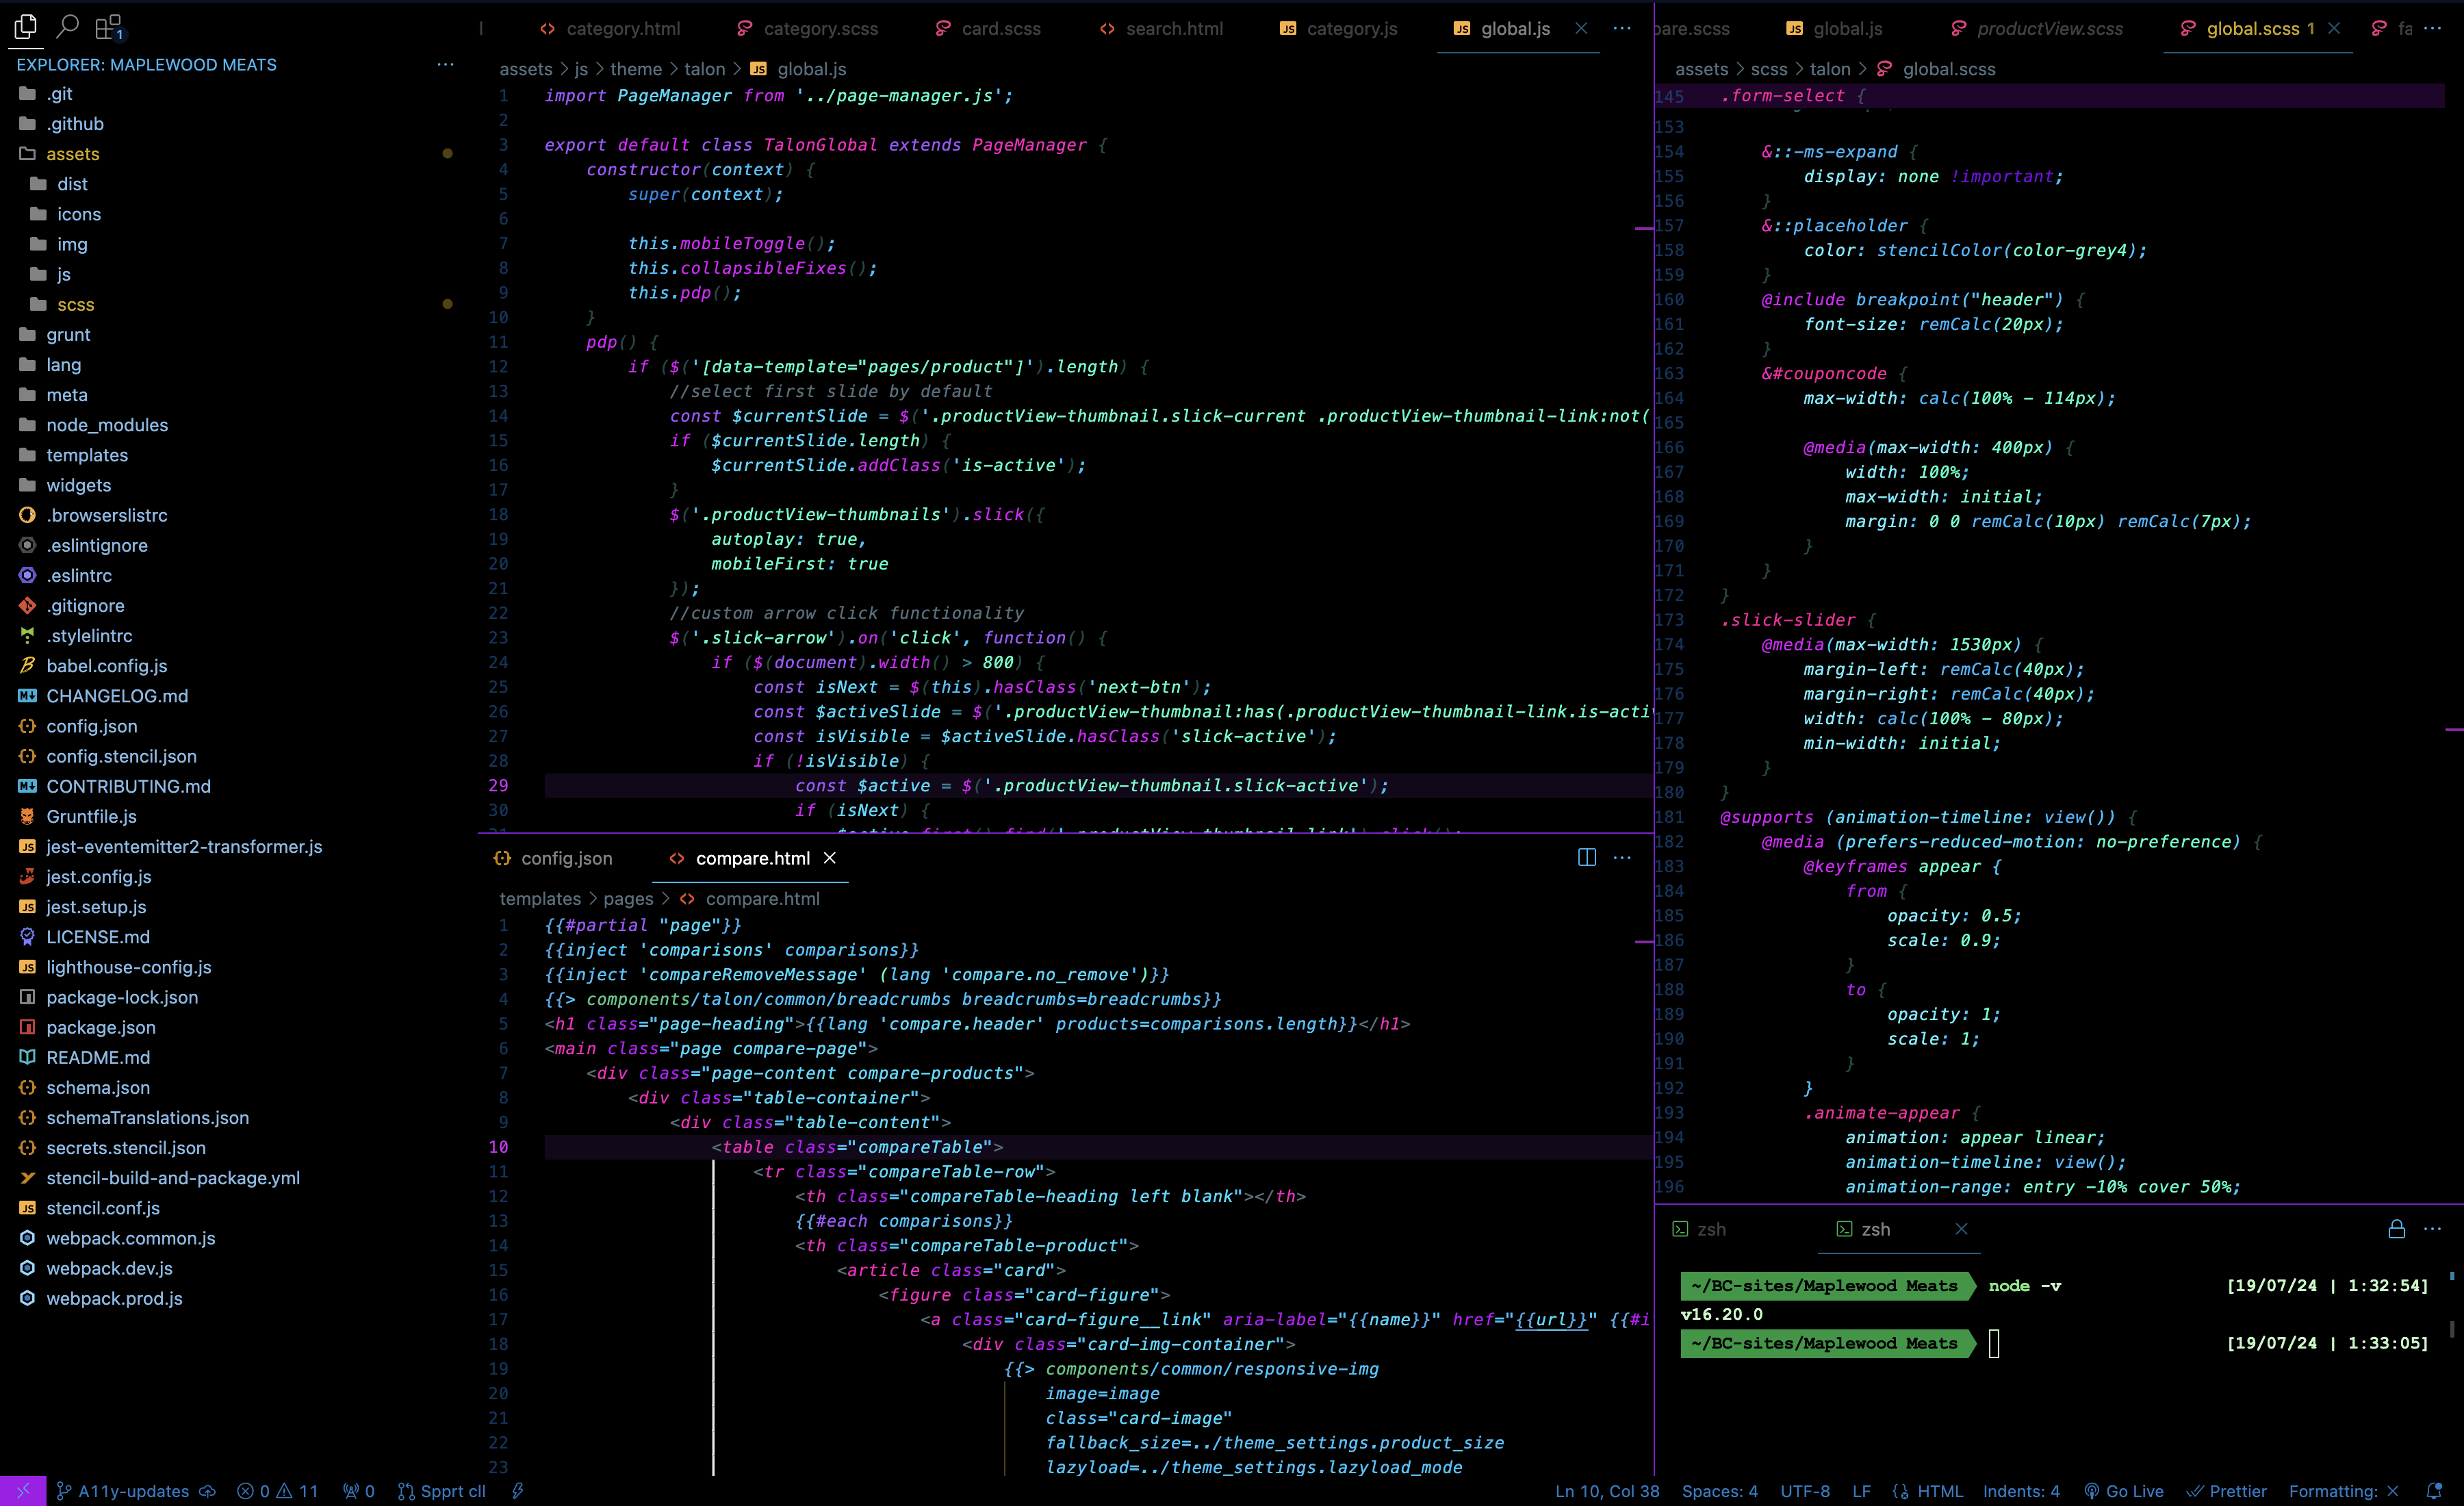 1
EXPLORER: MAPLEWOOD MEATS
.git
.github
assets
dist
icons
img
js
scss
grunt
lang
meta
node_modules
templates
widgets
.browserslistrc
.eslintignore
.eslintrc
.gitignore
.stylelintrc
babel.config.js
CHANGELOG.md
config.json
config.stencil.json
CONTRIBUTING.md
Gruntfile.js
jest-eventemitter2-transformer.js
jest.config.js
jest.setup.js
LICENSE.md
lighthouse-config.js
package-lock.json
package.json
README.md
schema.json
schemaTranslations.json
secrets.stencil.json
stencil-build-and-package.yml
stencil.conf.js
webpack.common.js
webpack.dev.js
webpack.prod.js
category.html category.scss card.scss search.html category.js global.js
assets > js > theme > talon > global.js
1 import PageManager from '../page-manager.js';
2
3 export default class TalonGlobal extends PageManager {
4 constructor(context) {
5 super(context);
6
7 this.mobileToggle();
8 this.collapsibleFixes();
9 this.pdp();
10 }
11 pdp() {
12 if ($('[data-template="pages/product"]').length) {
13 //select first slide by default
14 const $currentSlide = $('.productView-thumbnail.slick-current .productView-thumbnail-link:not(
15 if ($currentSlide.length) {
16 $currentSlide.addClass('is-active');
17 }
18 $('.productView-thumbnails').slick({
19 autoplay: true,
20 mobileFirst: true
21 });
22 //custom arrow click functionality
23 $('.slick-arrow').on('click', function() {
24 if ($(document).width() > 800) {
25 const isNext = $(this).hasClass('next-btn');
26 const $activeSlide = $('.productView-thumbnail:has(.productView-thumbnail-link.is-acti
27 const isVisible = $activeSlide.hasClass('slick-active');
28 if (!isVisible) {
29 const $active = $('.productView-thumbnail.slick-active');
30 if (isNext) {
31 $active.first().find('.productView-thumbnail-link').click();
config.json compare.html
templates > pages > compare.html
1 {{#partial "page"}}
2 {{inject 'comparisons' comparisons}}
3 {{inject 'compareRemoveMessage' (lang 'compare.no_remove')}}
4 {{> components/talon/common/breadcrumbs breadcrumbs=breadcrumbs}}
5 <h1 class="page-heading">{{lang 'compare.header' products=comparisons.length}}</h1>
6 <main class="page compare-page">
7 <div class="page-content compare-products">
8 <div class="table-container">
9 <div class="table-content">
10 <table class="compareTable">
11 <tr class="compareTable-row">
12 <th class="compareTable-heading left blank"></th>
13 {{#each comparisons}}
14 <th class="compareTable-product">
15 <article class="card">
16 <figure class="card-figure">
17 <a class="card-figure__link" aria-label="{{name}}" href="{{url}}" {{#i
18 <div class="card-img-container">
19 {{> components/common/responsive-img
20 image=image
21 class="card-image"
22 fallback_size=../theme_settings.product_size
23 lazyload=../theme_settings.lazyload_mode
pare.scss global.js productView.scss global.scss 1 fa
assets > scss > talon > global.scss
145 .form-select {
153
154 &::-ms-expand {
155 display: none !important;
156 }
157 &::placeholder {
158 color: stencilColor(color-grey4);
159 }
160 @include breakpoint("header") {
161 font-size: remCalc(20px);
162 }
163 &#couponcode {
164 max-width: calc(100% - 114px);
165
166 @media(max-width: 400px) {
167 width: 100%;
168 max-width: initial;
169 margin: 0 0 remCalc(10px) remCalc(7px);
170 }
171 }
172 }
173 .slick-slider {
174 @media(max-width: 1530px) {
175 margin-left: remCalc(40px);
176 margin-right: remCalc(40px);
177 width: calc(100% - 80px);
178 min-width: initial;
179 }
180 }
181 @supports (animation-timeline: view()) {
182 @media (prefers-reduced-motion: no-preference) {
183 @keyframes appear {
184 from {
185 opacity: 0.5;
186 scale: 0.9;
187 }
188 to {
189 opacity: 1;
190 scale: 1;
191 }
192 }
193 .animate-appear {
194 animation: appear linear;
195 animation-timeline: view();
196 animation-range: entry -10% cover 50%;
zsh zsh
~/BC-sites/Maplewood Meats node -v [19/07/24 | 1:32:54]
v16.20.0
~/BC-sites/Maplewood Meats [19/07/24 | 1:33:05]
A11y-updates 0 11 0 Spprt cll Ln 10, Col 38 Spaces: 4 UTF-8 LF HTML Indents: 4 Go Live Prettier Formatting: